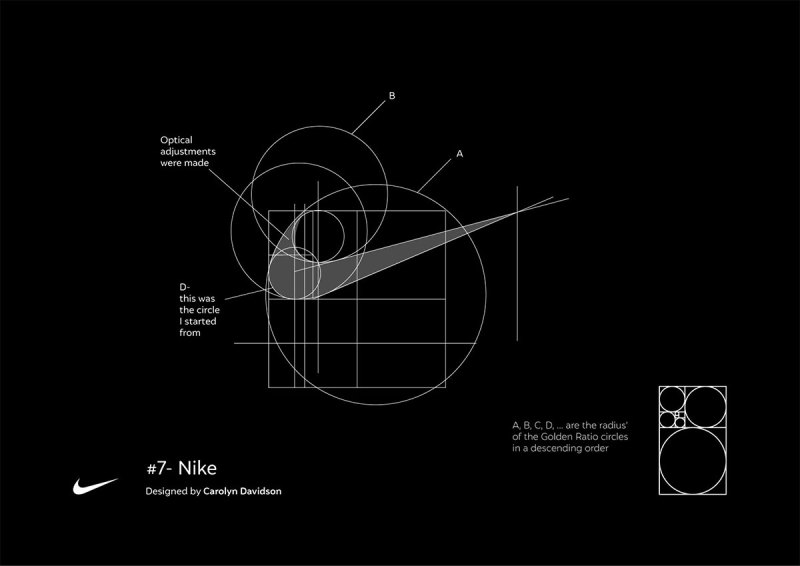 B
A
Optical
adjustments
were made
D-
this was
the circle
I started
from
A, B, C, D, ... are the radius'
of the Golden Ratio circles
in a descending order
#7- Nike
Designed by Carolyn Davidson